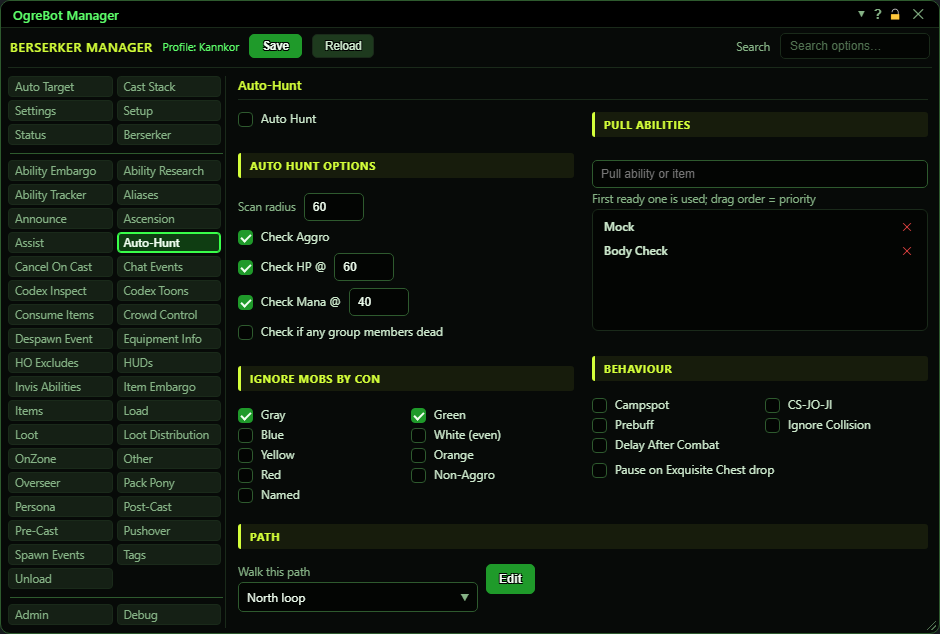 OgreBot Manager
?
BERSERKER MANAGER Profile: Kannkor Save Reload Search Search options...
Auto Target Cast Stack
Settings Setup
Status Berserker
Ability Embargo Ability Research
Ability Tracker Aliases
Announce Ascension
Assist Auto-Hunt
Cancel On Cast Chat Events
Codex Inspect Codex Toons
Consume Items Crowd Control
Despawn Event Equipment Info
HO Excludes HUDs
Invis Abilities Item Embargo
Items Load
Loot Loot Distribution
OnZone Other
Overseer Pack Pony
Persona Post-Cast
Pre-Cast Pushover
Spawn Events Tags
Unload
Admin Debug
Auto-Hunt
Auto Hunt
AUTO HUNT OPTIONS
Scan radius 60
Check Aggro
Check HP @ 60
Check Mana @ 40
Check if any group members dead
IGNORE MOBS BY CON
Gray Green
Blue White (even)
Yellow Orange
Red Non-Aggro
Named
PULL ABILITIES
Pull ability or item
First ready one is used; drag order = priority
Mock
Body Check
BEHAVIOUR
Campspot CS-JO-JI
Prebuff Ignore Collision
Delay After Combat
Pause on Exquisite Chest drop
PATH
Walk this path
North loop Edit